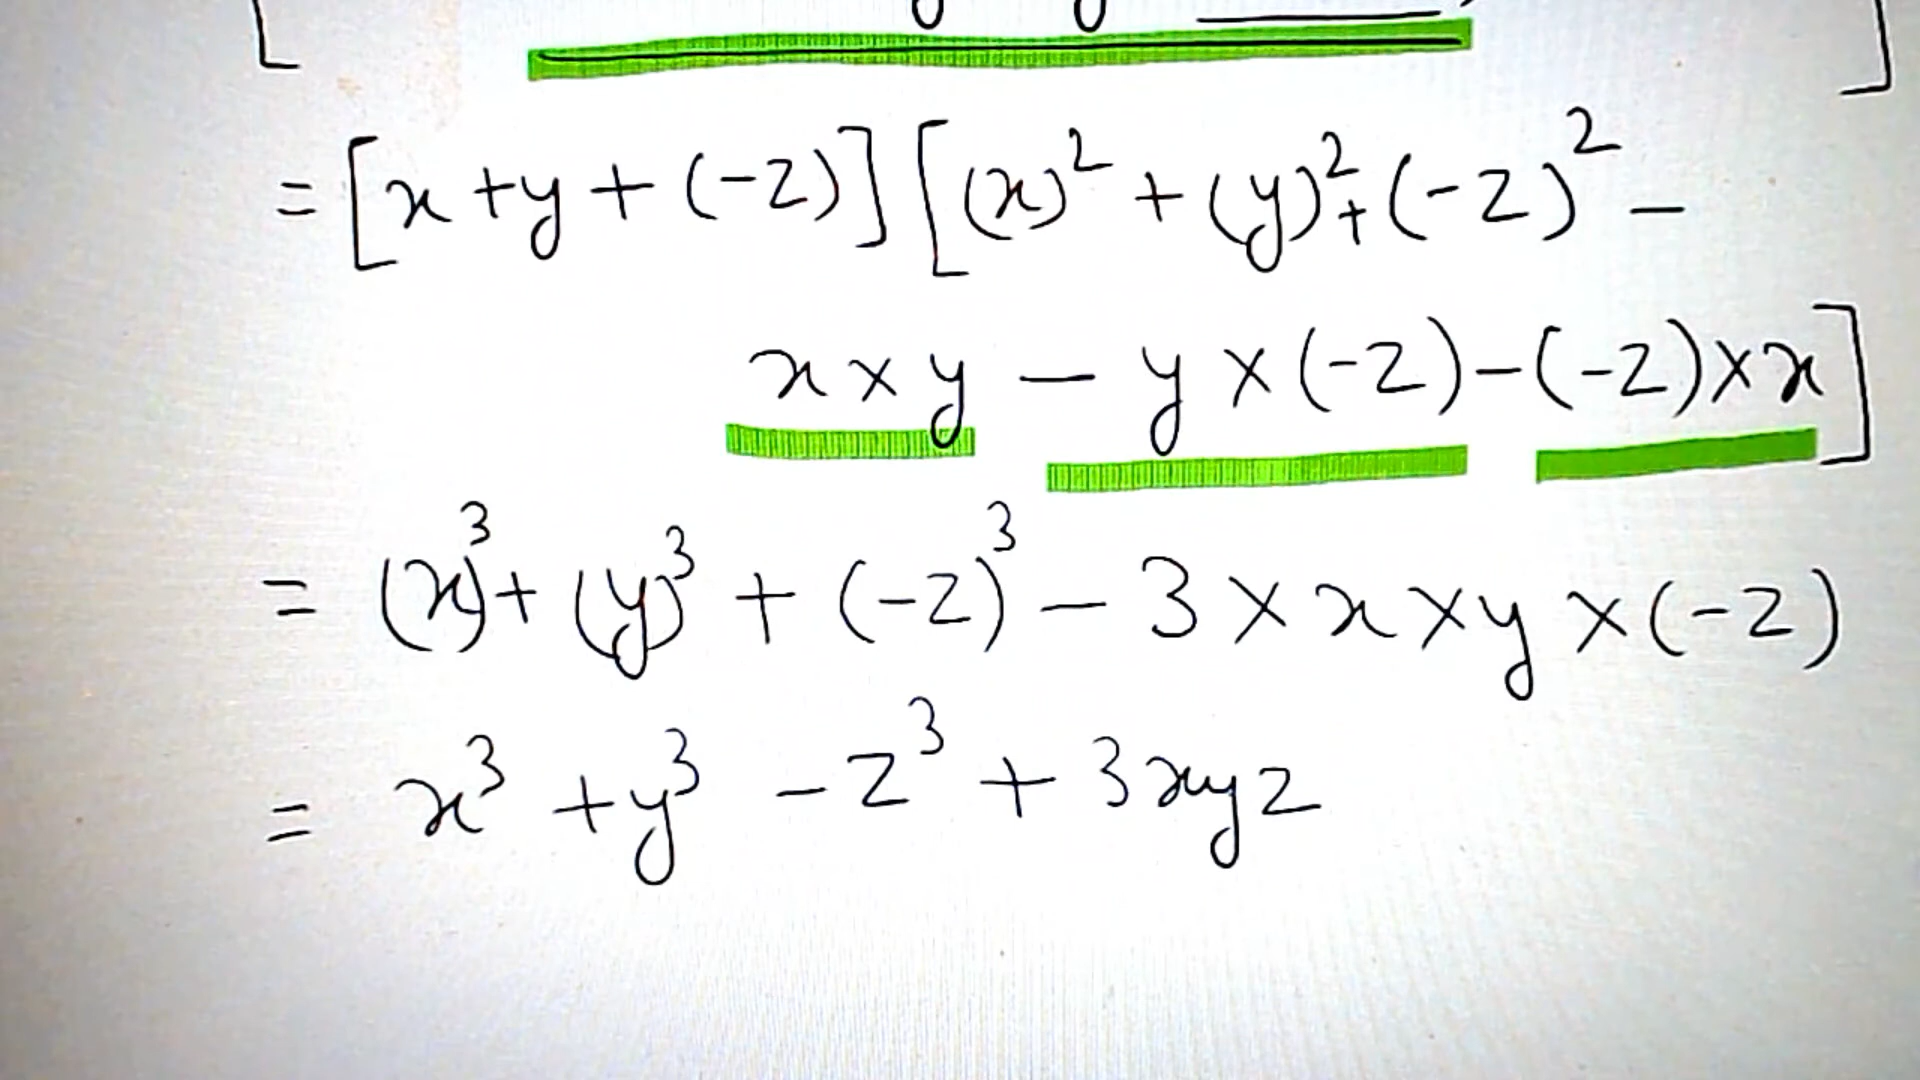 = [x + y + (-z)] [(x)² + (y)² + (-z)² -
x × y - y × (-z) - (-z) × x]
= (x)³ + (y)³ + (-z)³ - 3 × x × y × (-z)
= x³ + y³ - z³ + 3xyz